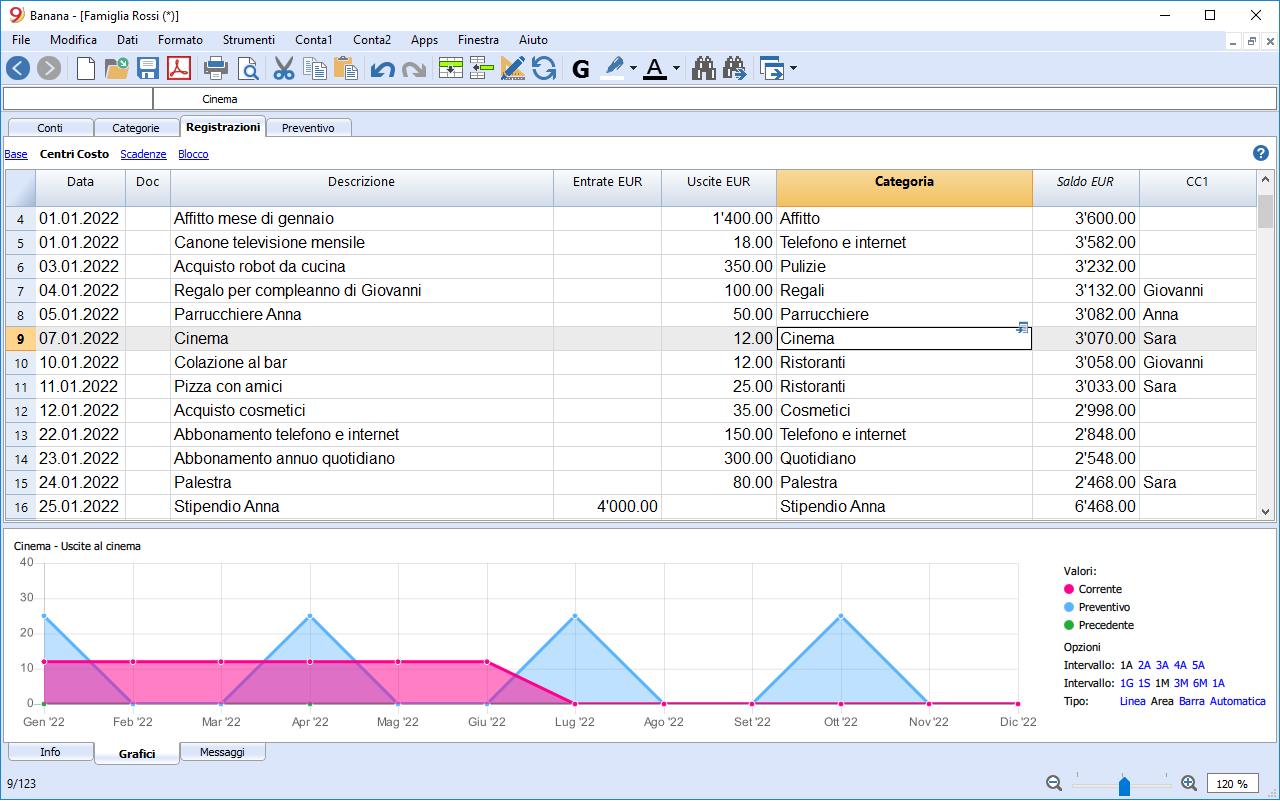 Banana - [Famiglia Rossi (*)]
File Modifica Dati Formato Strumenti Conta1 Conta2 Apps Finestra Aiuto
G A
Cinema
Conti Categorie Registrazioni Preventivo
Base Centri Costo Scadenze Blocco
Data Doc Descrizione Entrate EUR Uscite EUR Categoria Saldo EUR CC1
4 01.01.2022 Affitto mese di gennaio 1'400.00 Affitto 3'600.00
5 01.01.2022 Canone televisione mensile 18.00 Telefono e internet 3'582.00
6 03.01.2022 Acquisto robot da cucina 350.00 Pulizie 3'232.00
7 04.01.2022 Regalo per compleanno di Giovanni 100.00 Regali 3'132.00 Giovanni
8 05.01.2022 Parrucchiere Anna 50.00 Parrucchiere 3'082.00 Anna
9 07.01.2022 Cinema 12.00 Cinema 3'070.00 Sara
10 10.01.2022 Colazione al bar 12.00 Ristoranti 3'058.00 Giovanni
11 11.01.2022 Pizza con amici 25.00 Ristoranti 3'033.00 Sara
12 12.01.2022 Acquisto cosmetici 35.00 Cosmetici 2'998.00
13 22.01.2022 Abbonamento telefono e internet 150.00 Telefono e internet 2'848.00
14 23.01.2022 Abbonamento annuo quotidiano 300.00 Quotidiano 2'548.00
15 24.01.2022 Palestra 80.00 Palestra 2'468.00 Sara
16 25.01.2022 Stipendio Anna 4'000.00 Stipendio Anna 6'468.00
Cinema - Uscite al cinema
40
30
20
10
0
Gen '22 Feb '22 Mar '22 Apr '22 Mag '22 Giu '22 Lug '22 Ago '22 Set '22 Ott '22 Nov '22 Dic '22
Valori:
Corrente
Preventivo
Precedente
Opzioni
Intervallo: 1A 2A 3A 4A 5A
Intervallo: 1G 1S 1M 3M 6M 1A
Tipo: Linea Area Barra Automatica
Info Grafici Messaggi
9/123
120 %